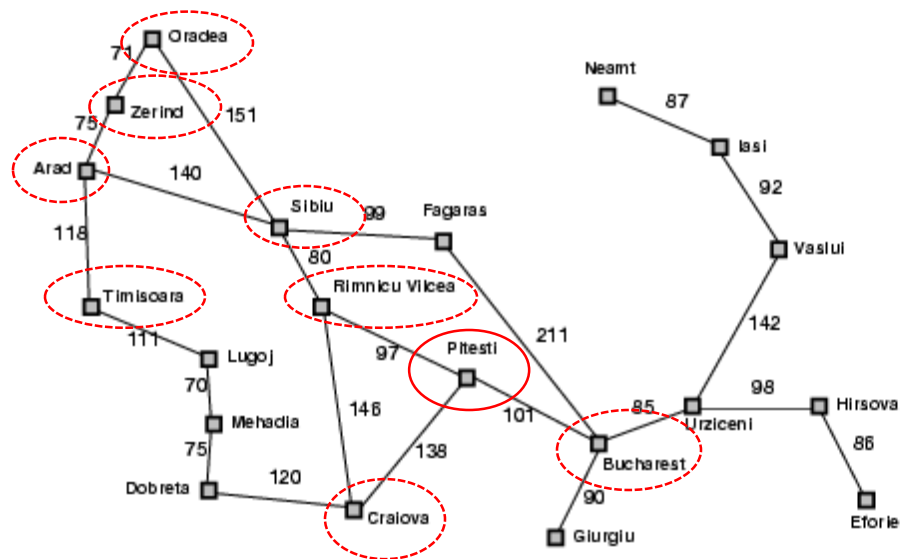 Oradea
71
Neamt
87
Zerind
75
151
Iasi
Arad
140
92
Sibiu
99
Fagaras
118
80
Vaslui
Timisoara
Rimnicu Vilcea
111
211
142
Lugoj
97
Pitesti
70
98
146
101
85
Hirsova
Mehadia
Urziceni
75
138
86
Bucharest
120
Dobreta
90
Craiova
Eforie
Giurgiu